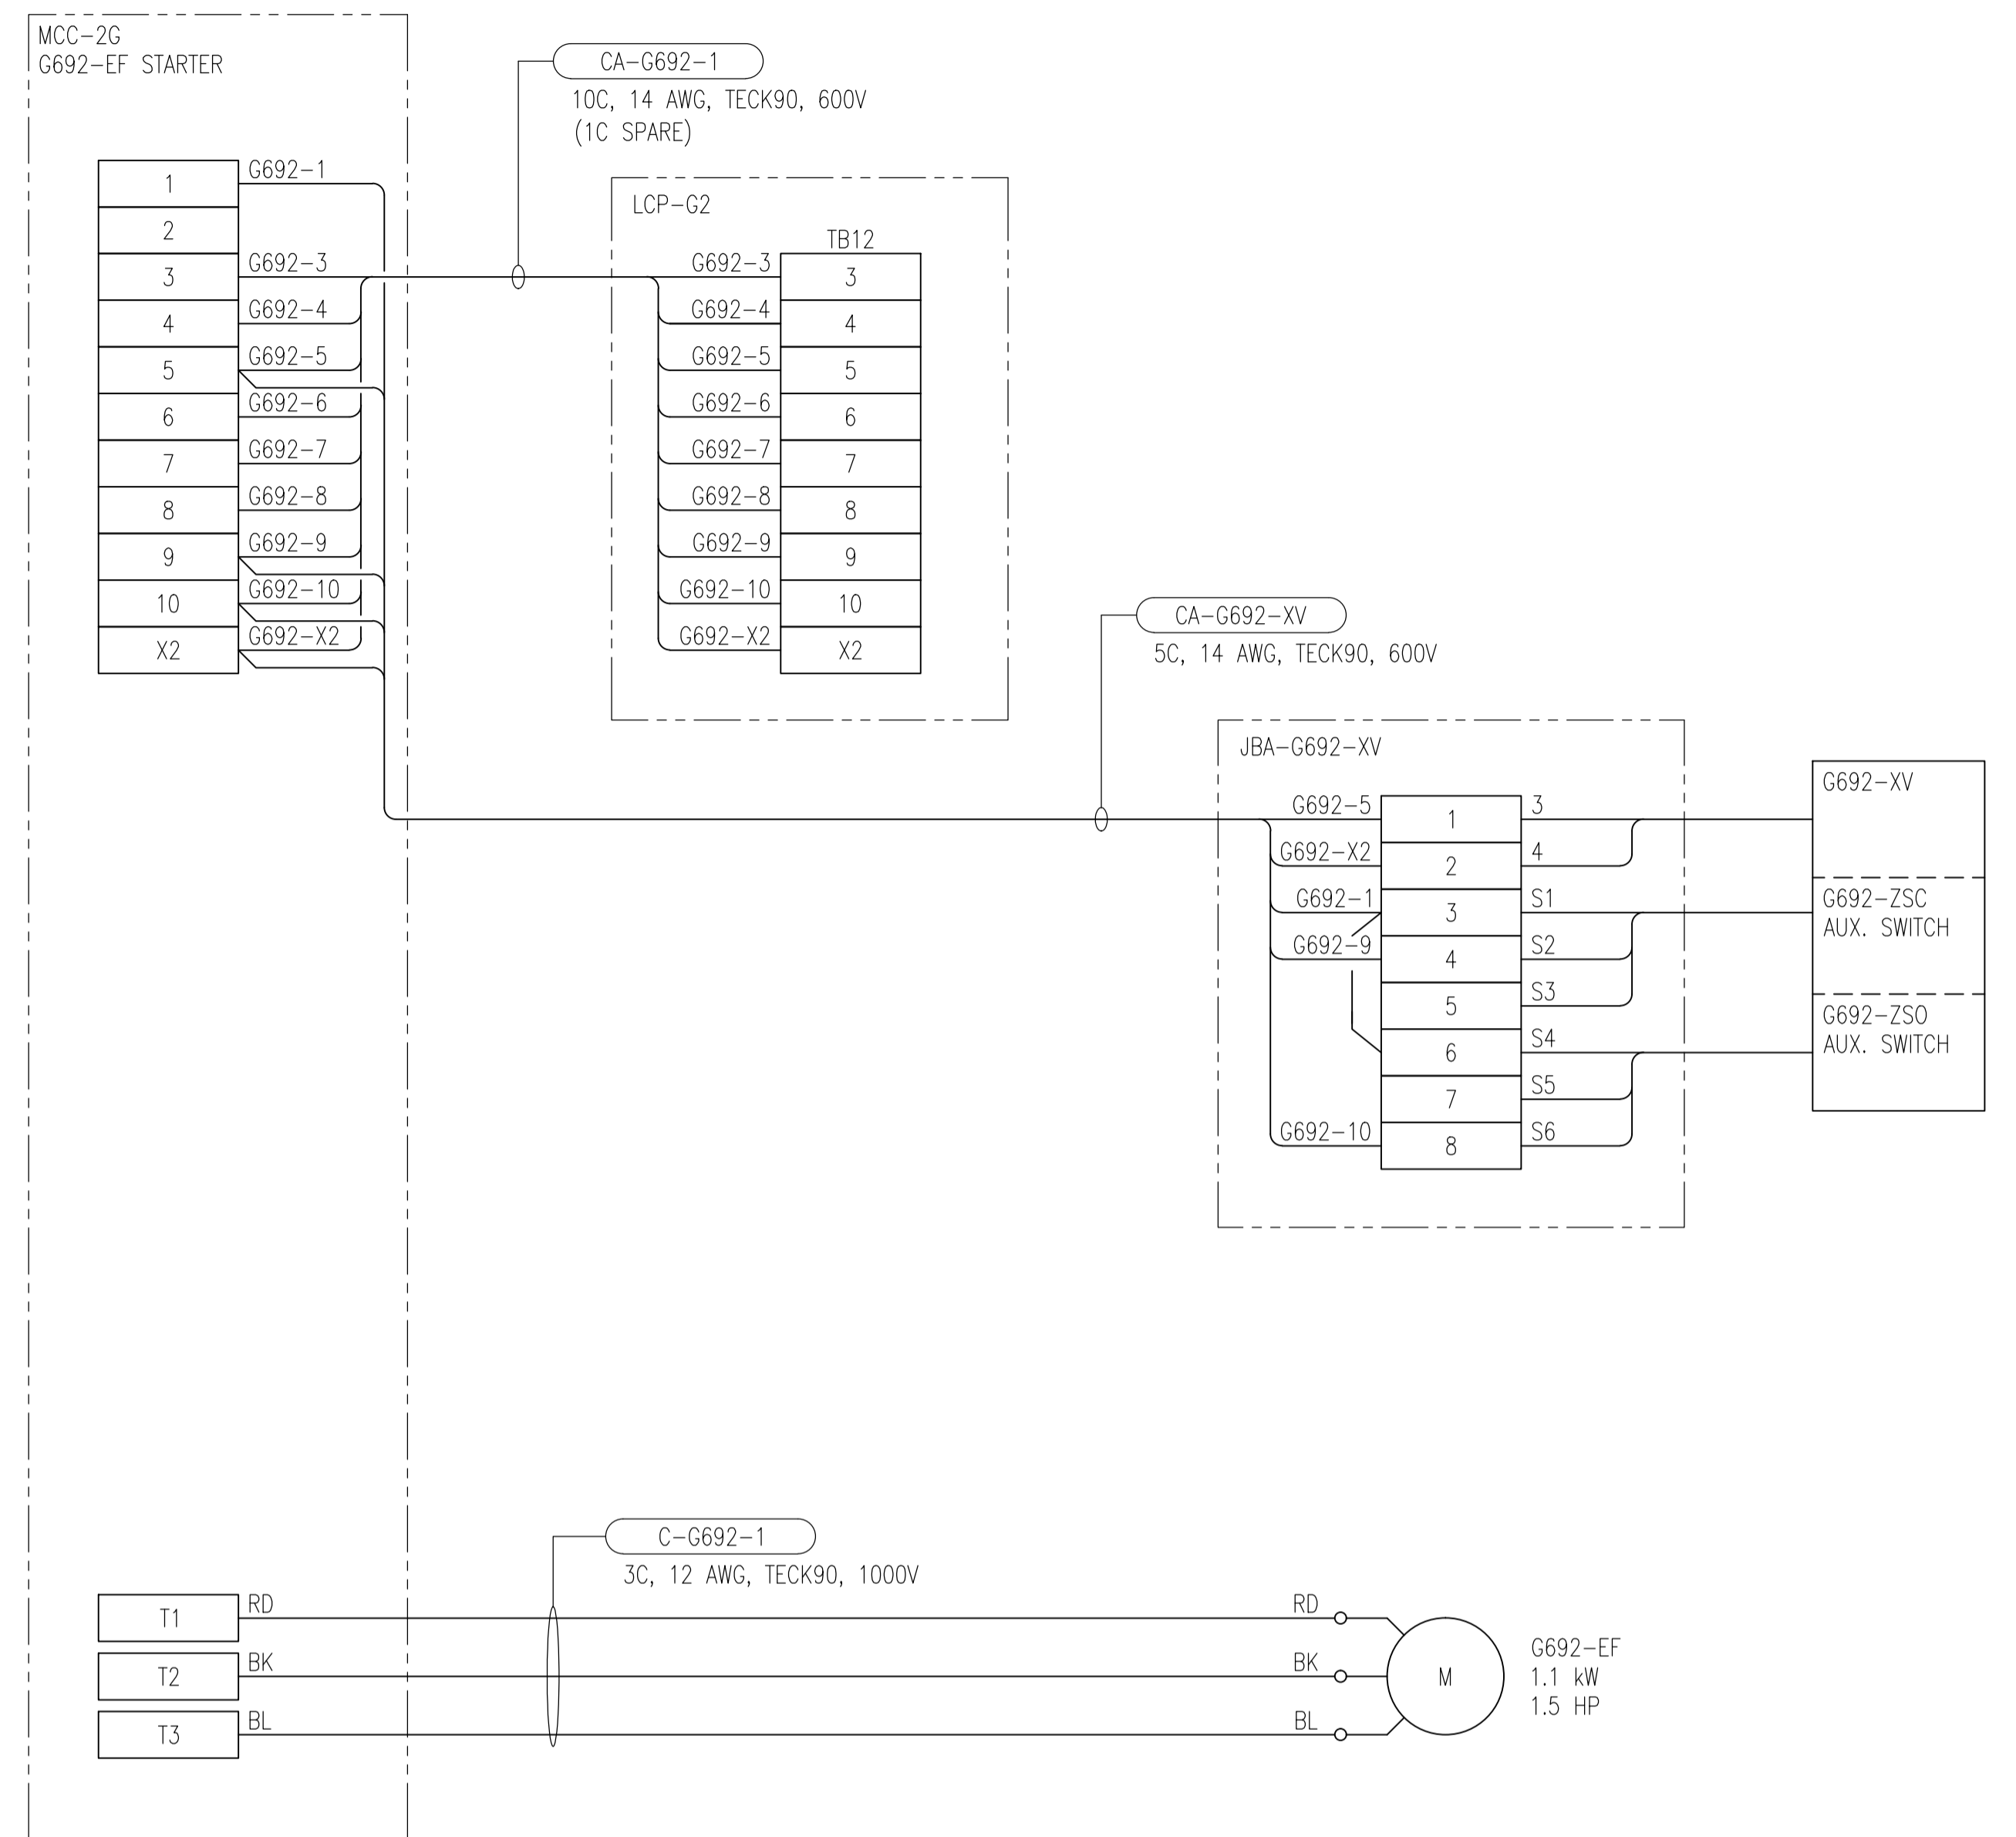 MCC-2G
G692-EF STARTER
CA-G692-1
10C, 14 AWG, TECK90, 600V
(1C SPARE)
1
G692-1
2
3
G692-3
4
G692-4
5
G692-5
6
G692-6
7
G692-7
8
G692-8
9
G692-9
10
G692-10
X2
G692-X2
LCP-G2
TB12
G692-3
3
G692-4
4
G692-5
5
G692-6
6
G692-7
7
G692-8
8
G692-9
9
G692-10
10
G692-X2
X2
CA-G692-XV
5C, 14 AWG, TECK90, 600V
JBA-G692-XV
G692-5
1
3
G692-X2
2
4
G692-1
3
S1
G692-9
4
S2
5
S3
6
S4
7
S5
G692-10
8
S6
G692-XV
G692-ZSC
AUX. SWITCH
G692-ZSO
AUX. SWITCH
C-G692-1
3C, 12 AWG, TECK90, 1000V
T1
RD
RD
T2
BK
BK
T3
BL
BL
M
G692-EF
1.1 kW
1.5 HP